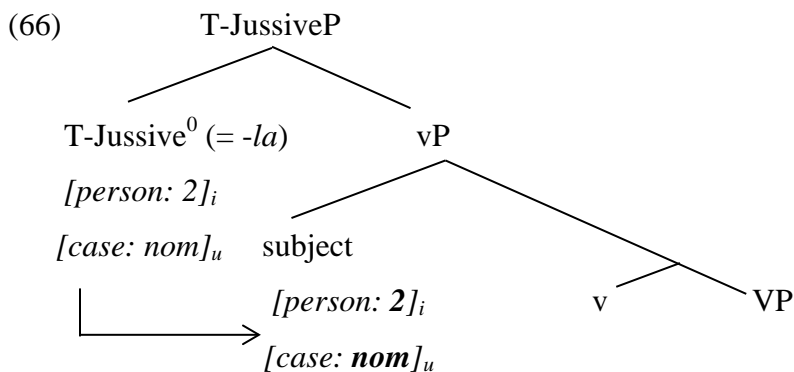 (66) T-JussiveP
T-Jussive⁰ (= -la) vP
[person: 2]i
[case: nom]u subject
[person: 2]i v VP
[case: nom]u